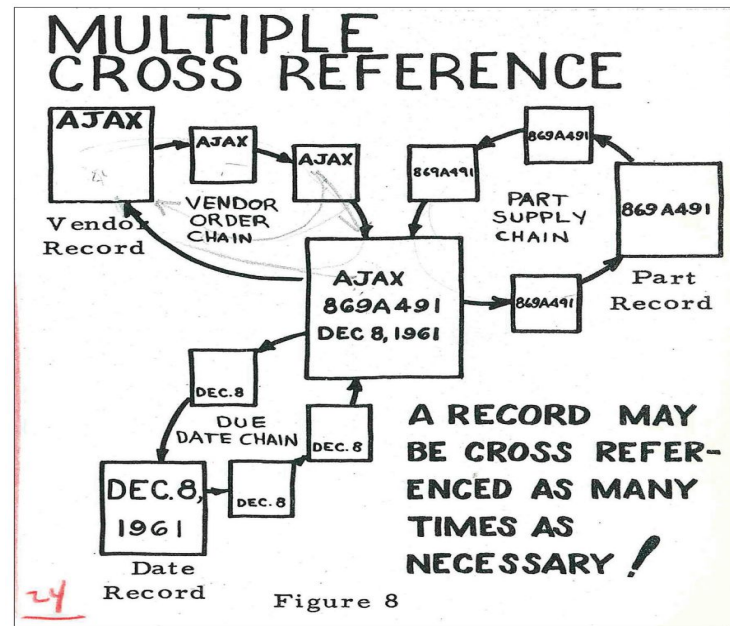 MULTIPLE
CROSS REFERENCE
AJAX
AJAX
AJAX
Vendor
Record
VENDOR
ORDER
CHAIN
869A491
869A491
869A491
PART
SUPPLY
CHAIN
Part
Record
869A491
AJAX
869A491
DEC 8, 1961
DEC. 8
DUE
DATE CHAIN
DEC. 8
DEC. 8
DEC. 8,
1961
Date
Record
A RECORD MAY
BE CROSS REFER-
ENCED AS MANY
TIMES AS
NECESSARY!
24
Figure 8